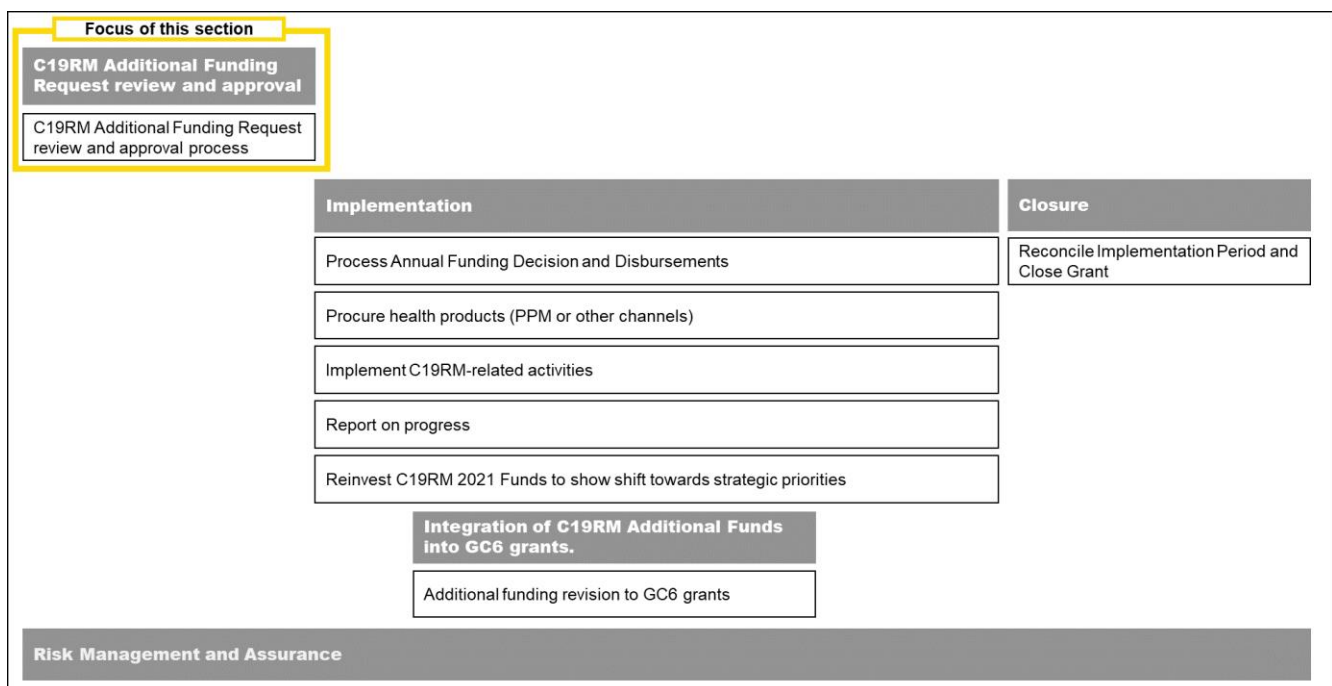 Focus of this section
C19RM Additional Funding
Request review and approval
C19RM Additional Funding Request
review and approval process
Implementation
Process Annual Funding Decision and Disbursements
Procure health products (PPM or other channels)
Implement C19RM-related activities
Report on progress
Reinvest C19RM 2021 Funds to show shift towards strategic priorities
Closure
Reconcile Implementation Period and
Close Grant
Integration of C19RM Additional Funds
into GC6 grants.
Additional funding revision to GC6 grants
Risk Management and Assurance